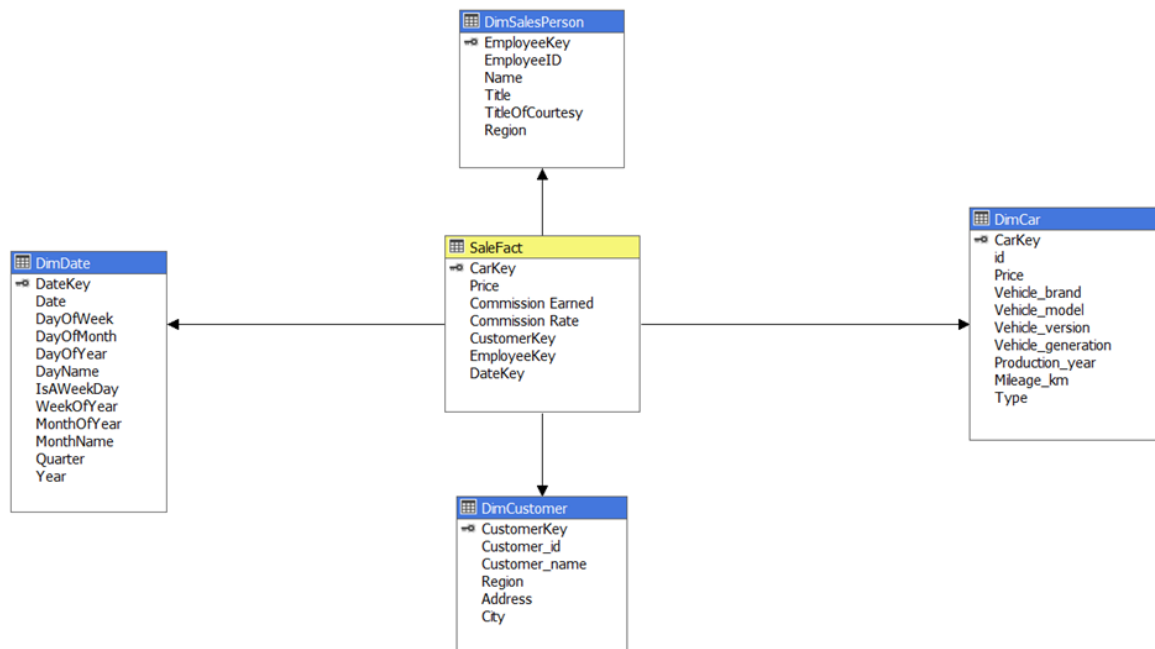 DimSalesPerson
EmployeeKey
EmployeeID
Name
Title
TitleOfCourtesy
Region
DimDate
DateKey
Date
DayOfWeek
DayOfMonth
DayOfYear
DayName
IsAWeekDay
WeekOfYear
MonthOfYear
MonthName
Quarter
Year
SaleFact
CarKey
Price
Commission Earned
Commission Rate
CustomerKey
EmployeeKey
DateKey
DimCar
CarKey
id
Price
Vehicle_brand
Vehicle_model
Vehicle_version
Vehicle_generation
Production_year
Mileage_km
Type
DimCustomer
CustomerKey
Customer_id
Customer_name
Region
Address
City